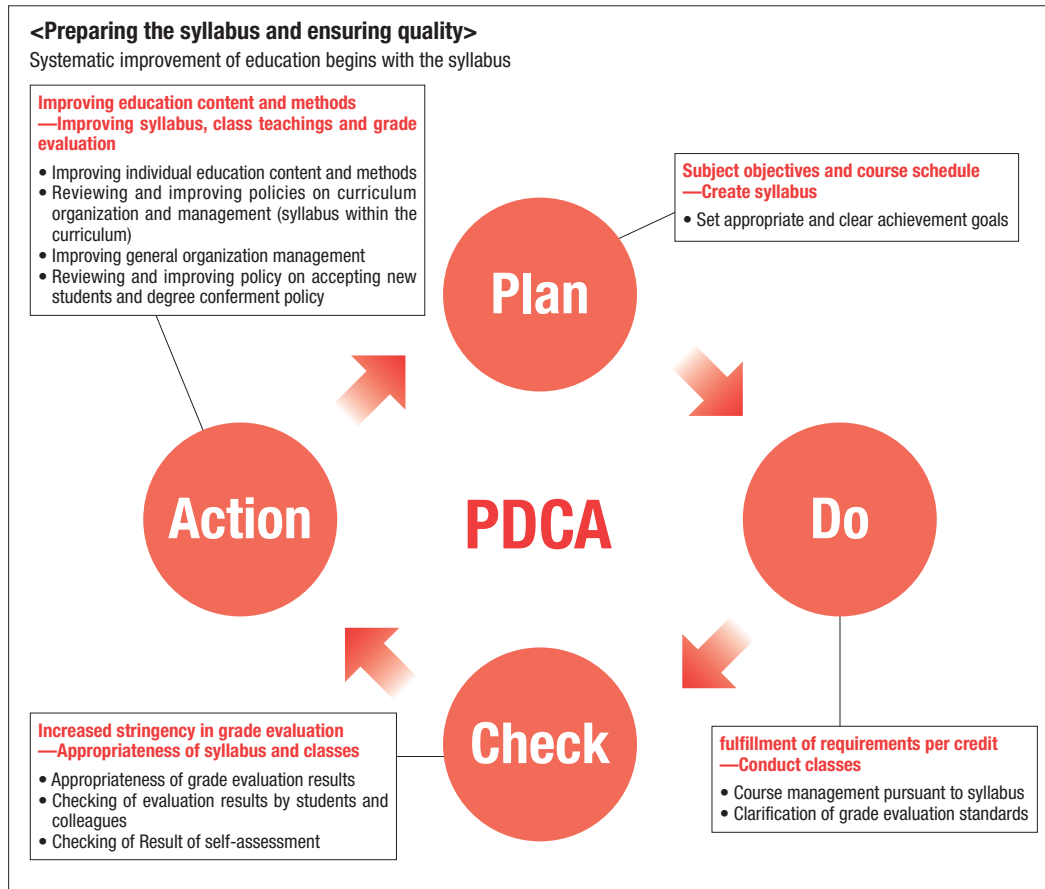 <Preparing the syllabus and ensuring quality>
Systematic improvement of education begins with the syllabus
Improving education content and methods
—Improving syllabus, class teachings and grade
evaluation
• Improving individual education content and methods
• Reviewing and improving policies on curriculum
organization and management (syllabus within the
curriculum)
• Improving general organization management
• Reviewing and improving policy on accepting new
students and degree conferment policy
Subject objectives and course schedule
—Create syllabus
• Set appropriate and clear achievement goals
Plan
Action
PDCA
Do
Check
Increased stringency in grade evaluation
—Appropriateness of syllabus and classes
• Appropriateness of grade evaluation results
• Checking of evaluation results by students and
colleagues
• Checking of Result of self-assessment
fulfillment of requirements per credit
—Conduct classes
• Course management pursuant to syllabus
• Clarification of grade evaluation standards